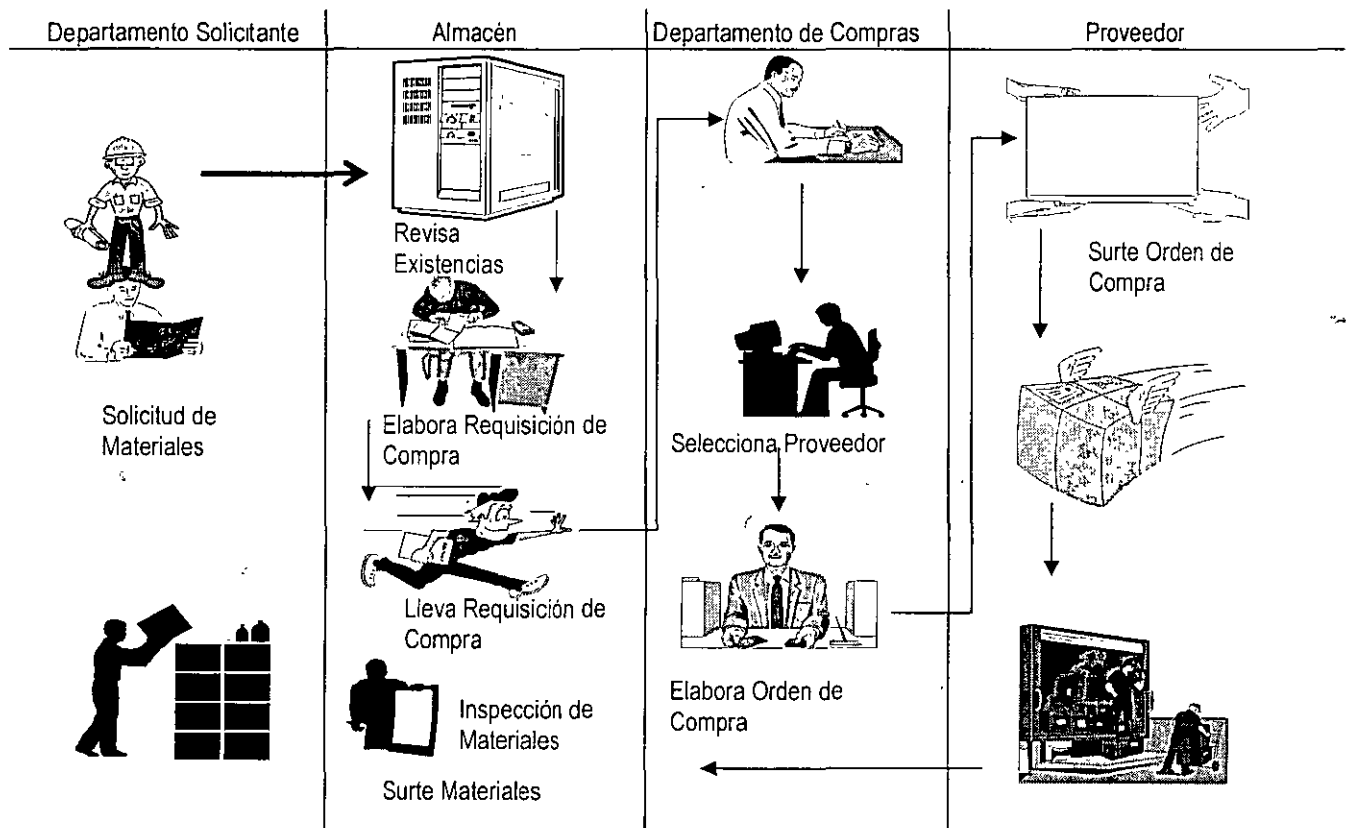 Departamento Solicitante
Almacén
Departamento de Compras
Proveedor
Revisa
Existencias
Surte Orden de
Compra
Solicitud de
Materiales
Elabora Requisición de
Compra
Selecciona Proveedor
Lleva Requisición de
Compra
Elabora Orden de
Compra
Inspección de
Materiales
Surte Materiales